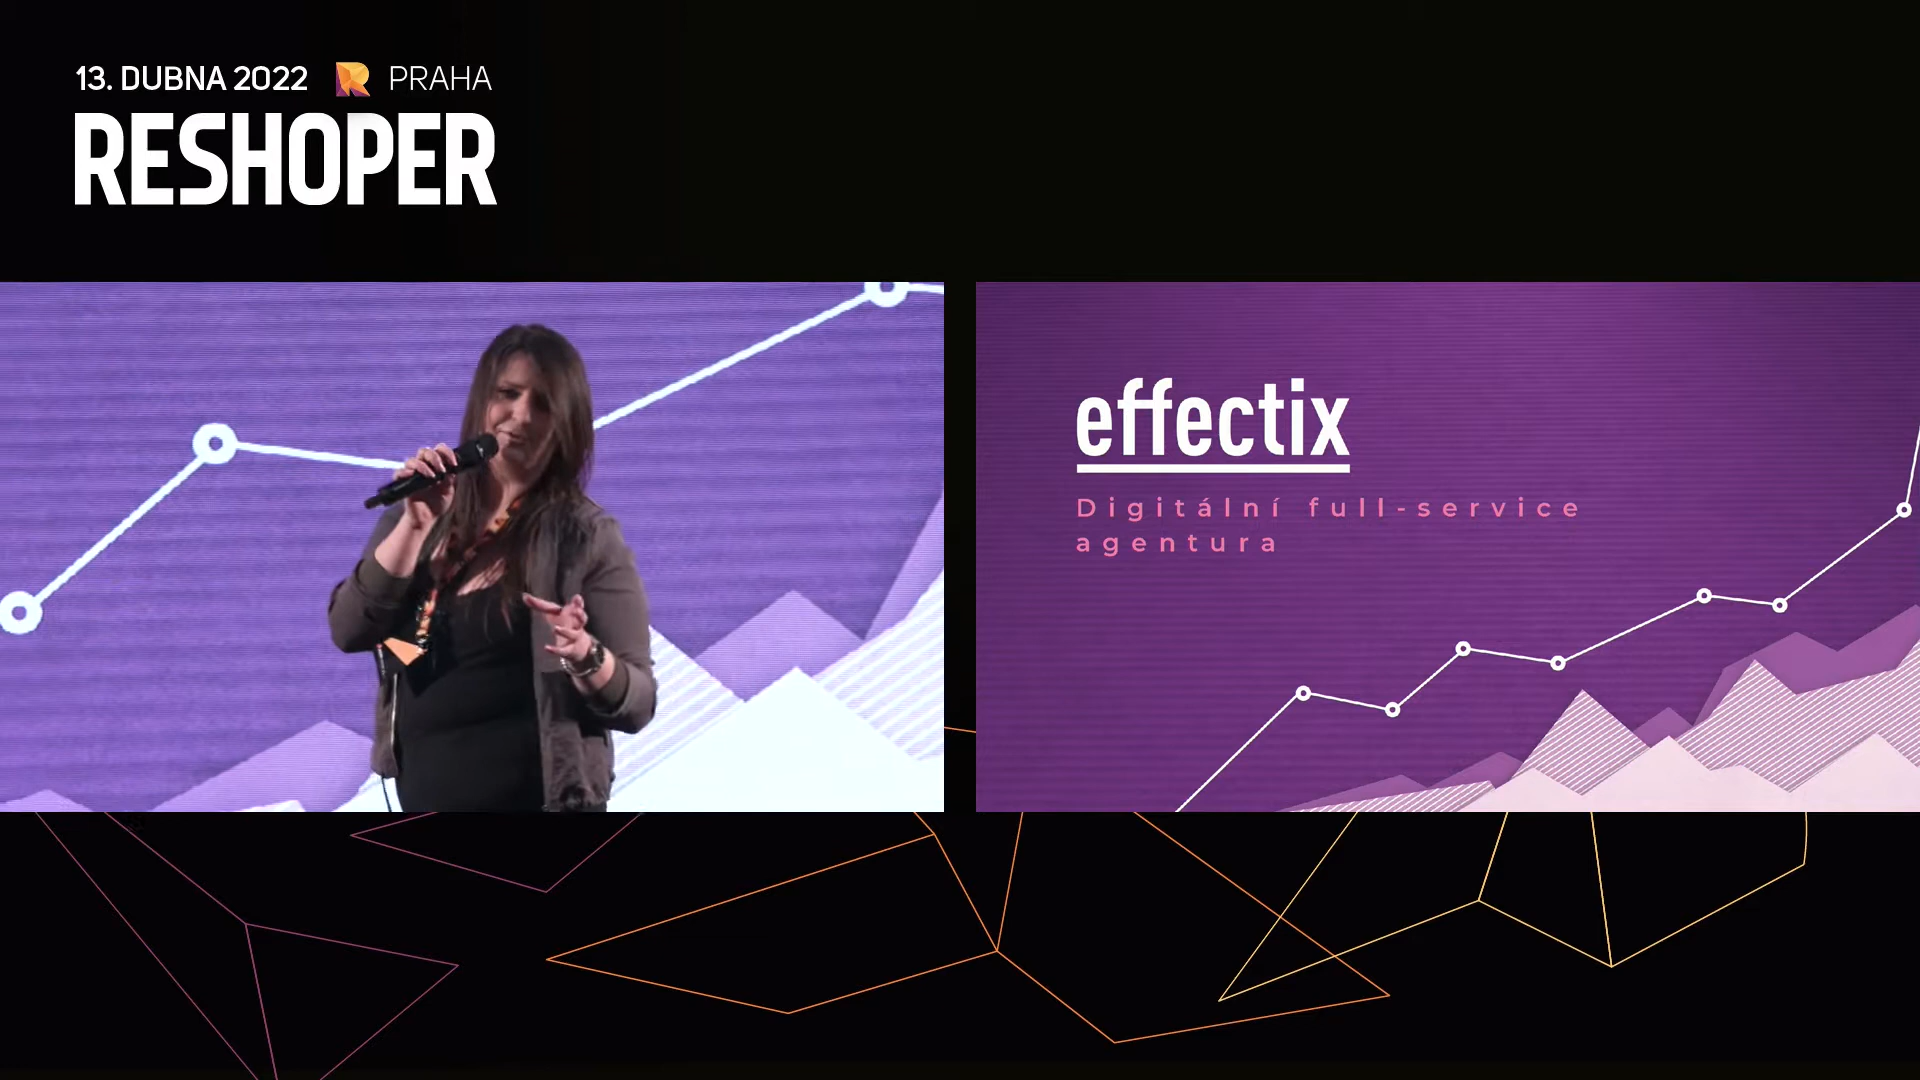 13. DUBNA 2022 PRAHA
RESHOPER
effectix
Digitální full-service
agentura